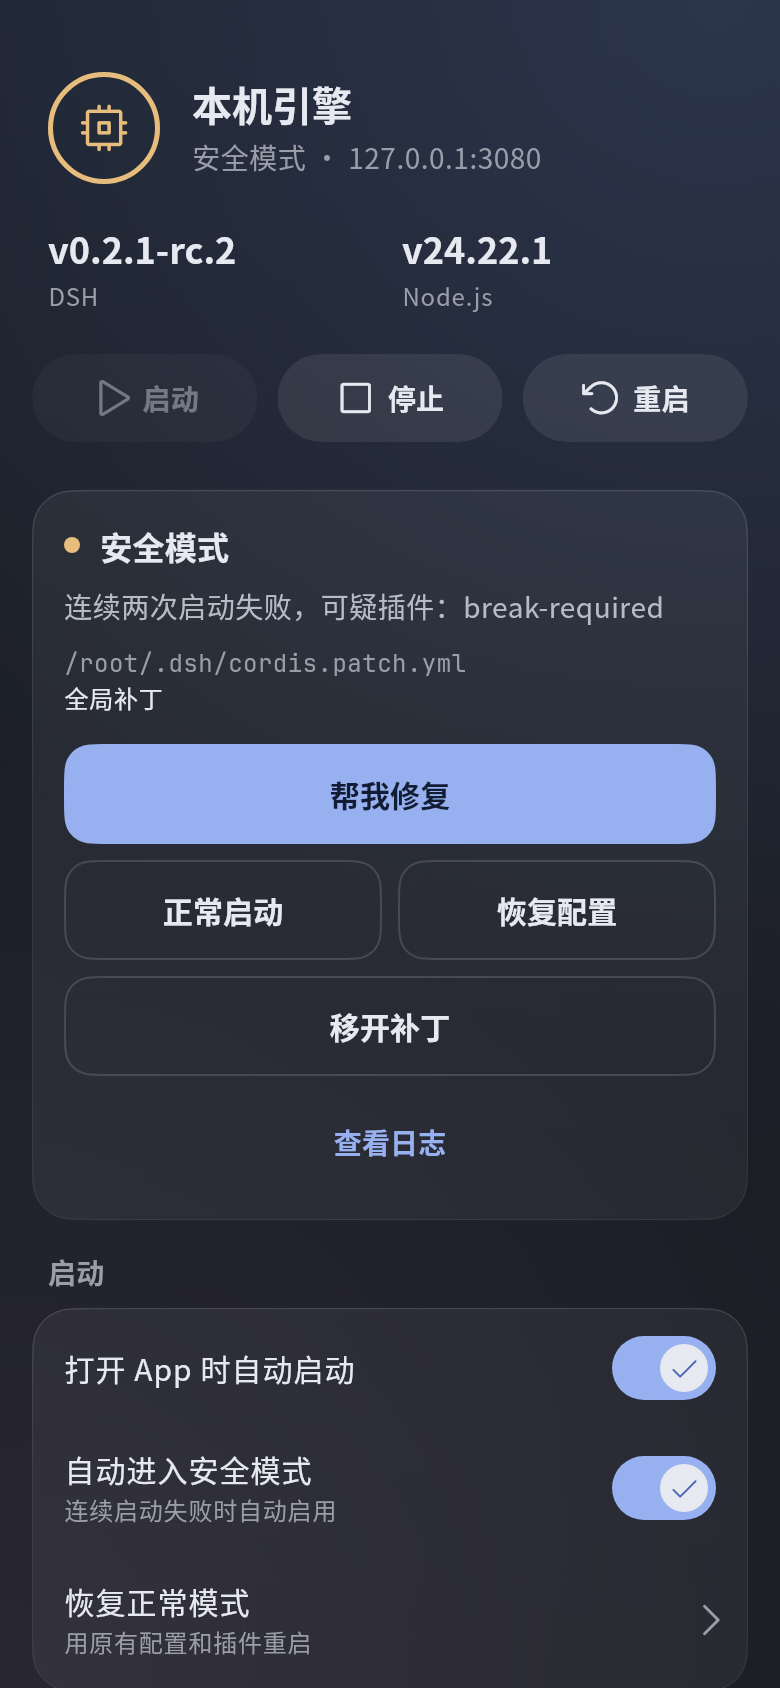 本机引擎
安全模式 · 127.0.0.1:3080
v0.2.1-rc.2
DSH
v24.22.1
Node.js
启动
停止
重启
安全模式
连续两次启动失败，可疑插件：break-required
/root/.dsh/cordis.patch.yml
全局补丁
帮我修复
正常启动
恢复配置
移开补丁
查看日志
启动
打开 App 时自动启动
自动进入安全模式
连续启动失败时自动启用
恢复正常模式
用原有配置和插件重启